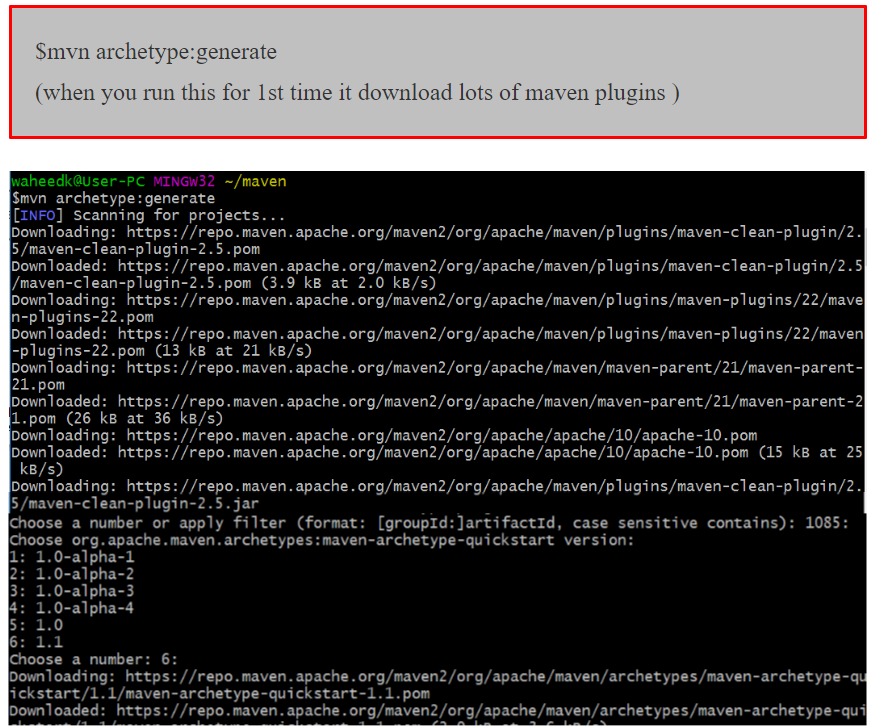 $mvn archetype:generate
(when you run this for 1st time it download lots of maven plugins )
waheedk@User-PC MINGW32 ~/maven
$mvn archetype:generate
[INFO] Scanning for projects...
Downloading: https://repo.maven.apache.org/maven2/org/apache/maven/plugins/maven-clean-plugin/2.
5/maven-clean-plugin-2.5.pom
Downloaded: https://repo.maven.apache.org/maven2/org/apache/maven/plugins/maven-clean-plugin/2.5
/maven-clean-plugin-2.5.pom (3.9 kB at 2.0 kB/s)
Downloading: https://repo.maven.apache.org/maven2/org/apache/maven/plugins/maven-plugins/22/mave
n-plugins-22.pom
Downloaded: https://repo.maven.apache.org/maven2/org/apache/maven/plugins/maven-plugins/22/maven
-plugins-22.pom (13 kB at 21 kB/s)
Downloading: https://repo.maven.apache.org/maven2/org/apache/maven/maven-parent/21/maven-parent-
21.pom
Downloaded: https://repo.maven.apache.org/maven2/org/apache/maven/maven-parent/21/maven-parent-2
1.pom (26 kB at 36 kB/s)
Downloading: https://repo.maven.apache.org/maven2/org/apache/apache/10/apache-10.pom
Downloaded: https://repo.maven.apache.org/maven2/org/apache/apache/10/apache-10.pom (15 kB at 25
kB/s)
Downloading: https://repo.maven.apache.org/maven2/org/apache/maven/plugins/maven-clean-plugin/2.
5/maven-clean-plugin-2.5.jar
Choose a number or apply filter (format: [groupId:]artifactId, case sensitive contains): 1085:
Choose org.apache.maven.archetypes:maven-archetype-quickstart version:
1: 1.0-alpha-1
2: 1.0-alpha-2
3: 1.0-alpha-3
4: 1.0-alpha-4
5: 1.0
6: 1.1
Choose a number: 6:
Downloading: https://repo.maven.apache.org/maven2/org/apache/maven/archetypes/maven-archetype-qu
ickstart/1.1/maven-archetype-quickstart-1.1.pom
Downloaded: https://repo.maven.apache.org/maven2/org/apache/maven/archetypes/maven-archetype-qui